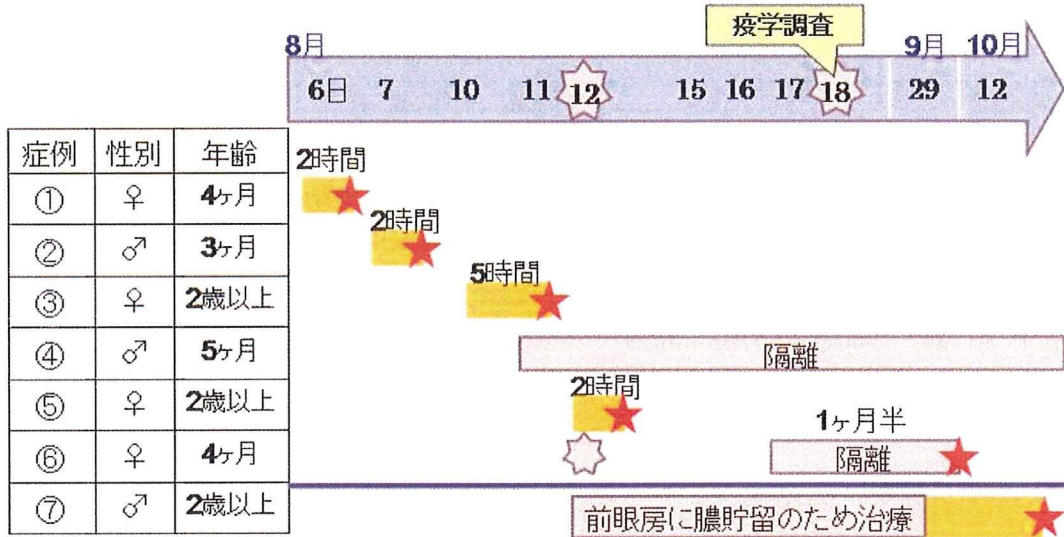 疫学調査
8月 9月 10月
6日 7 10 11 12 15 16 17 18 29 12
症例 性別 年齢
2時間
① ♀ 4ヶ月
2時間
② ♂ 3ヶ月
5時間
③ ♀ 2歳以上
④ ♂ 5ヶ月 隔離
2時間
⑤ ♀ 2歳以上
1ヶ月半
⑥ ♀ 4ヶ月 隔離
⑦ ♂ 2歳以上 前眼房に膿貯留のため治療